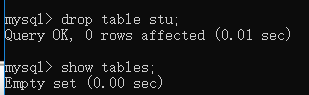 mysql> drop table stu;
Query OK, 0 rows affected (0.01 sec)
mysql> show tables;
Empty set (0.00 sec)